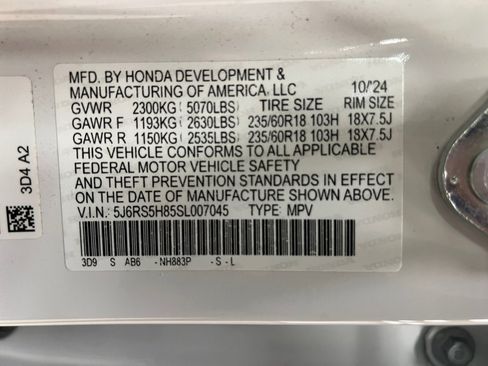 MFD. BY HONDA DEVELOPMENT &
MANUFACTURING OF AMERICA, LLC 10/'24
GVWR 2300KG ( 5070LBS) TIRE SIZE RIM SIZE
GAWR F 1193KG ( 2630LBS) 235/60R18 103H 18X7.5J
GAWR R 1150KG ( 2535LBS) 235/60R18 103H 18X7.5J
THIS VEHICLE CONFORMS TO ALL APPLICABLE
FEDERAL MOTOR VEHICLE SAFETY
AND THEFT PREVENTION STANDARDS IN EFFECT
ON THE DATE OF MANUFACTURE SHOWN ABOVE.
V.I.N.: 5J6RS5H85SL007045 TYPE: MPV
3D9 S AB6 -NH883P -S-L
3D4 A2